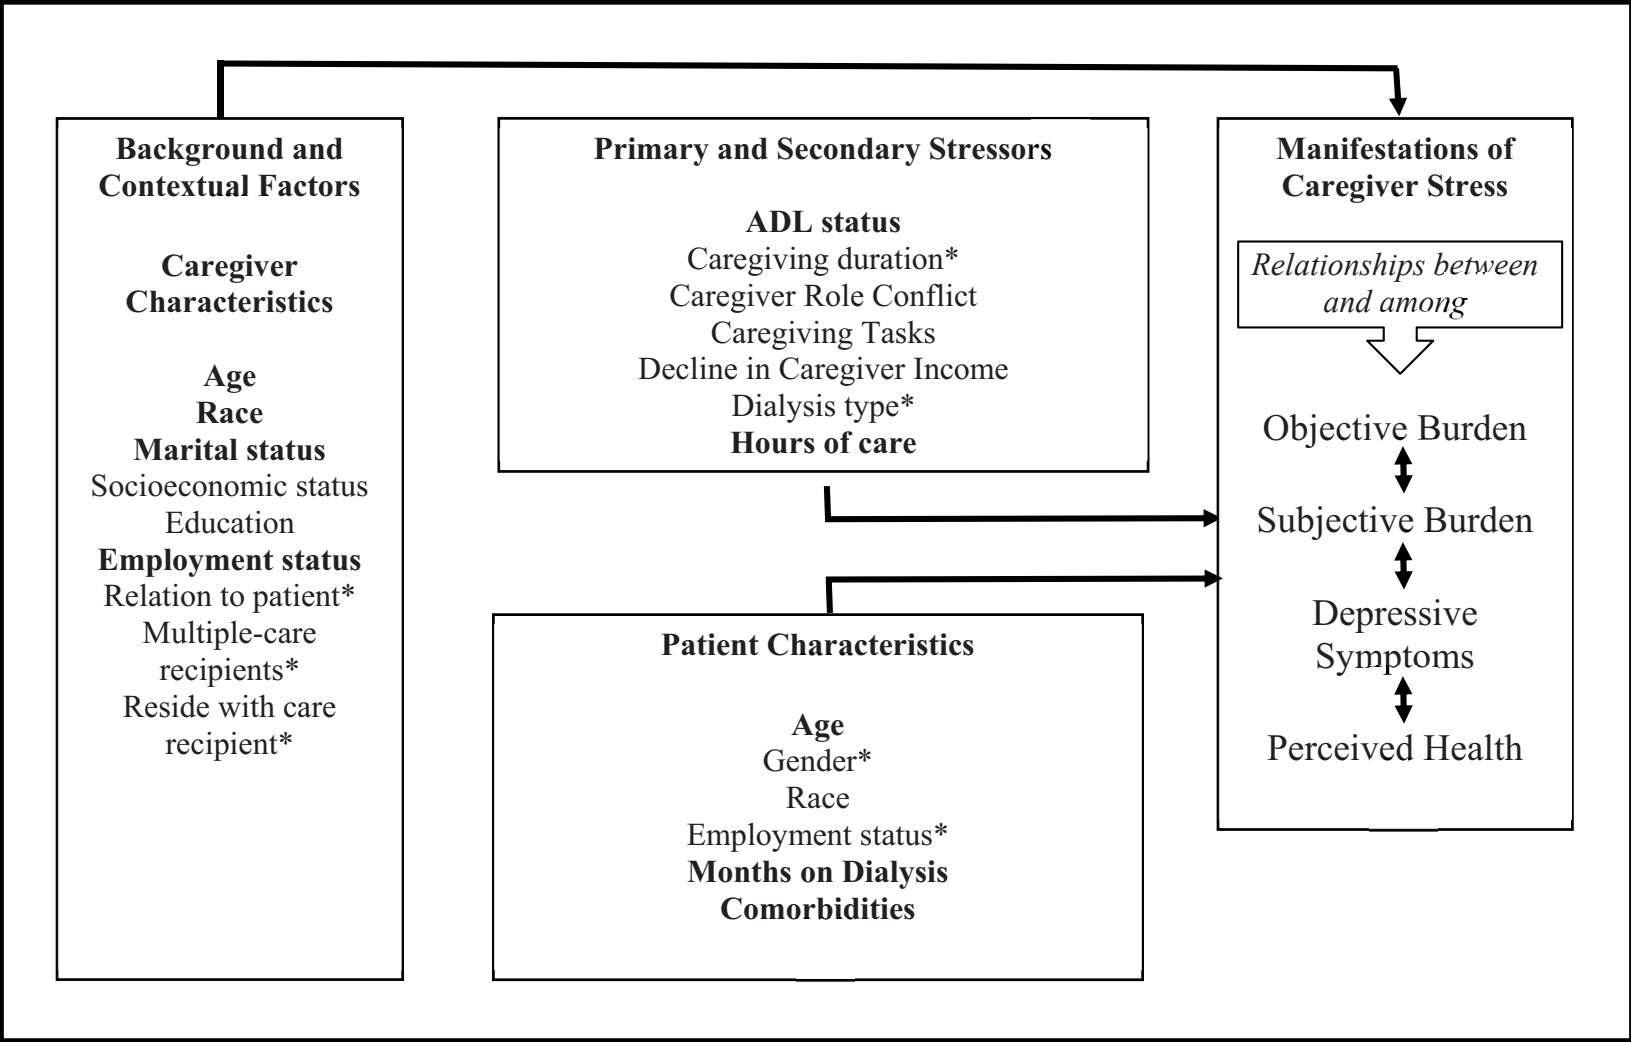 Background and
Contextual Factors
Caregiver
Characteristics
Age
Race
Marital status
Socioeconomic status
Education
Employment status
Relation to patient*
Multiple-care
recipients*
Reside with care
recipient*
Primary and Secondary Stressors
ADL status
Caregiving duration*
Caregiver Role Conflict
Caregiving Tasks
Decline in Caregiver Income
Dialysis type*
Hours of care
Patient Characteristics
Age
Gender*
Race
Employment status*
Months on Dialysis
Comorbidities
Manifestations of
Caregiver Stress
Relationships between
and among
Objective Burden
Subjective Burden
Depressive
Symptoms
Perceived Health